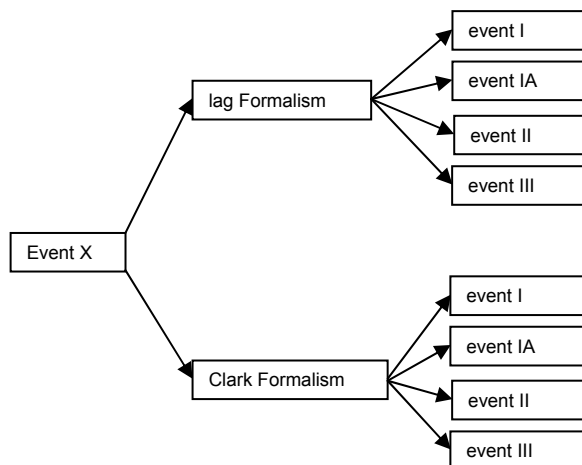 event I
event IA
lag Formalism
event II
event III
Event X
event I
event IA
Clark Formalism
event II
event III